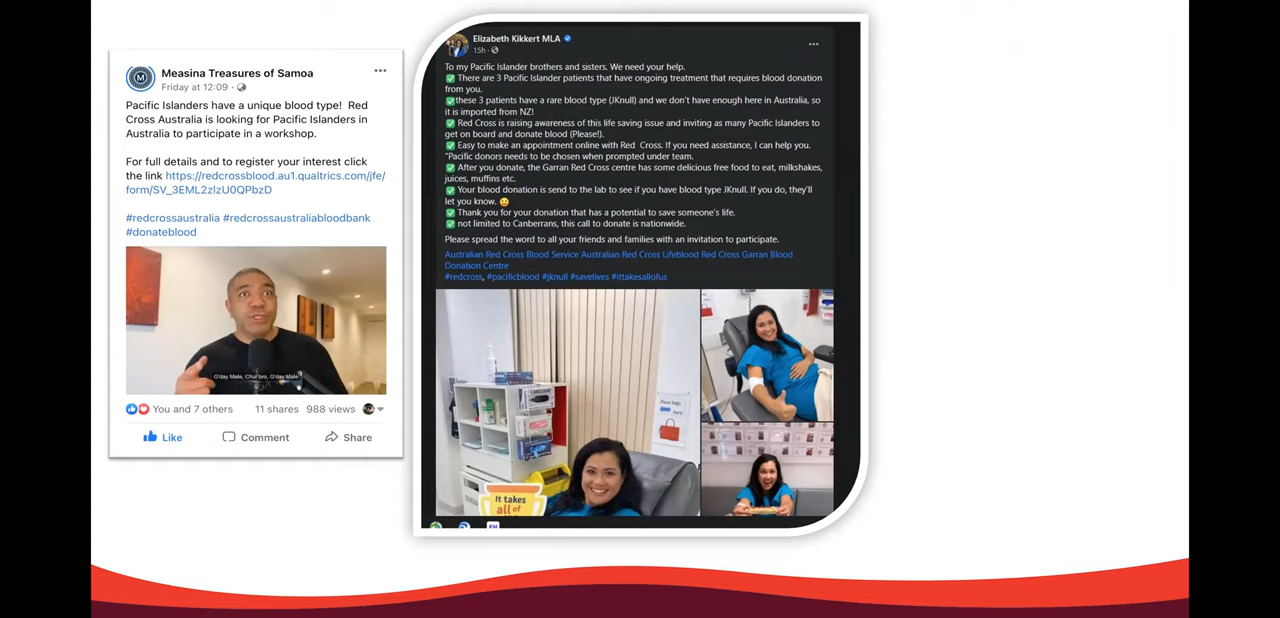 Measina Treasures of Samoa
Friday at 12:09
Pacific Islanders have a unique blood type! Red
Cross Australia is looking for Pacific Islanders in
Australia to participate in a workshop.
For full details and to register your interest click
the link https://redcrossblood.au1.qualtrics.com/jfe/
form/SV_3EML2zlzU0QPbzD
#redcrossaustralia #redcrossaustraliabloodbank
#donateblood
G'day Mate, Chur bro, G'day Mate
You and 7 others 11 shares 988 views
Like Comment Share
Elizabeth Kikkert MLA
15h
To my Pacific Islander brothers and sisters. We need your help.
✅There are 3 Pacific Islander patients that have ongoing treatment that requires blood donation
from you.
✅these 3 patients have a rare blood type (JKnull) and we don't have enough here in Australia, so
it is imported from NZ!
✅Red Cross is raising awareness of this life saving issue and inviting as many Pacific Islanders to
get on board and donate blood (Please!).
✅Easy to make an appointment online with Red Cross. If you need assistance, I can help you.
"Pacific donors needs to be chosen when prompted under team.
✅After you donate, the Garran Red Cross centre has some delicious free food to eat, milkshakes,
juices, muffins etc.
✅Your blood donation is send to the lab to see if you have blood type JKnull. If you do, they'll
let you know. 😀
✅Thank you for your donation that has a potential to save someone's life.
✅not limited to Canberrans, this call to donate is nationwide.
Please spread the word to all your friends and families with an invitation to participate.
Australian Red Cross Blood Service Australian Red Cross Lifeblood Red Cross Garran Blood
Donation Centre
#redcross, #pacificblood #jknull #savelives #ittakesallofus
Place bags
here
It takes
all of
EN